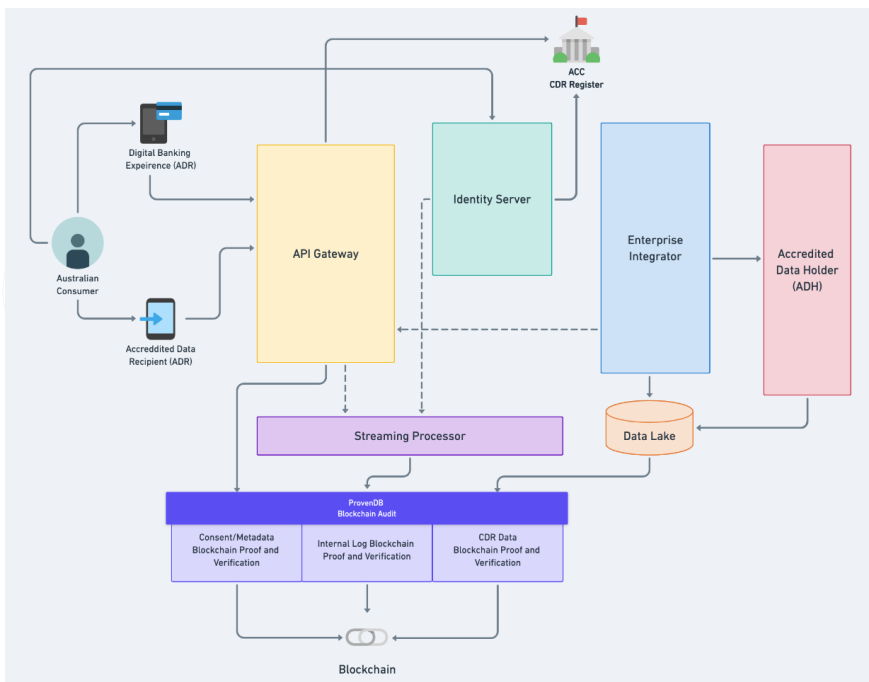 ACC
CDR Register
Digital Banking
Expeirence (ADR)
Identity Server
API Gateway
Enterprise
Integrator
Accredited
Data Holder
(ADH)
Australian
Consumer
Accreddited Data
Recipient (ADR)
Streaming Processor
Data Lake
ProvenDB
Blockchain Audit
Consent/Metadata
Blockchain Proof and
Verification
Internal Log Blockchain
Proof and Verification
CDR Data
Blockchain Proof and
Verification
Blockchain